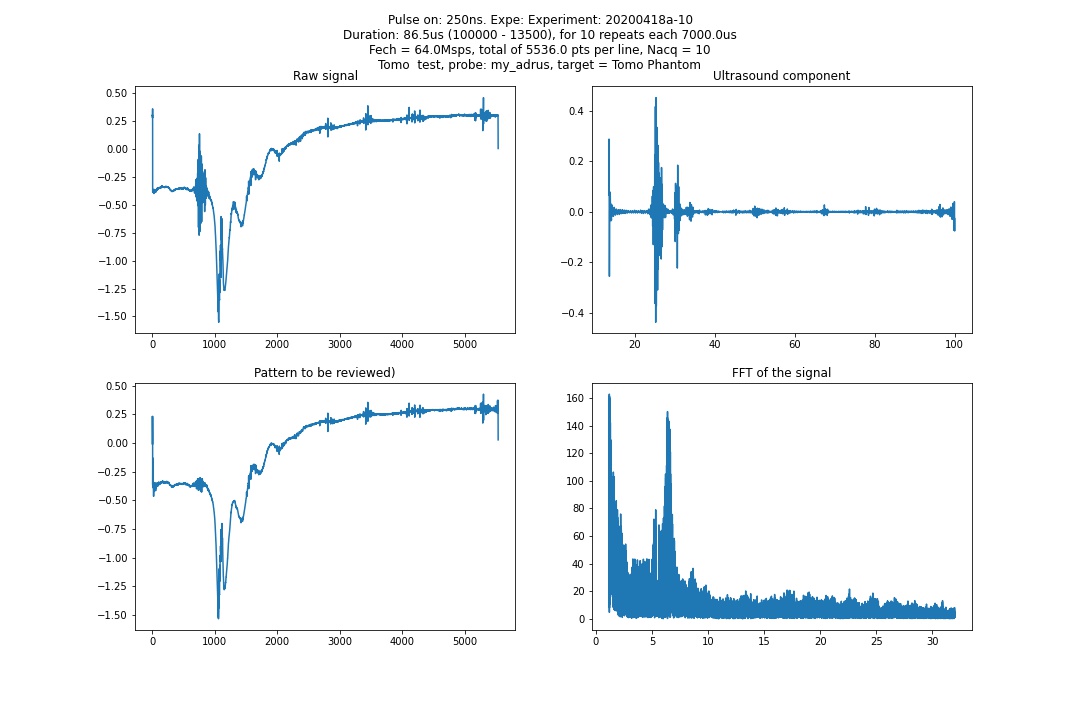 Pulse on: 250ns. Expe: Experiment: 20200418a-10
Duration: 86.5us (100000 - 13500), for 10 repeats each 7000.0us
Fech = 64.0Msps, total of 5536.0 pts per line, Nacq = 10
Tomo  test, probe: my_adrus, target = Tomo Phantom
Raw signal
0.50
0.25
0.00
−0.25
−0.50
−0.75
−1.00
−1.25
−1.50
0 1000 2000 3000 4000 5000
Ultrasound component
0.4
0.2
0.0
−0.2
−0.4
20 40 60 80 100
Pattern to be reviewed)
0.50
0.25
0.00
−0.25
−0.50
−0.75
−1.00
−1.25
−1.50
0 1000 2000 3000 4000 5000
FFT of the signal
160
140
120
100
80
60
40
20
0
0 5 10 15 20 25 30